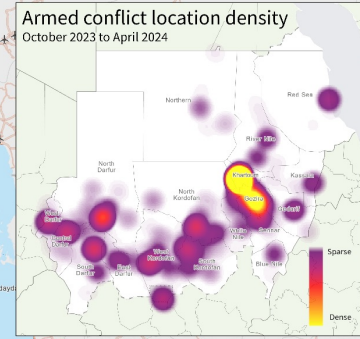 Armed conflict location density
October 2023 to April 2024
Red Sea
Northern
River Nile
North
Darfur
Khartoum
Kassala
North
Kordofan
Gezira
Gedaref
West
Darfur
White
Nile
Sennar
Central
Darfur
West
Kordofan
South
Kordofan
South
Darfur
East
Darfur
Blue Nile
Sparse
Dense